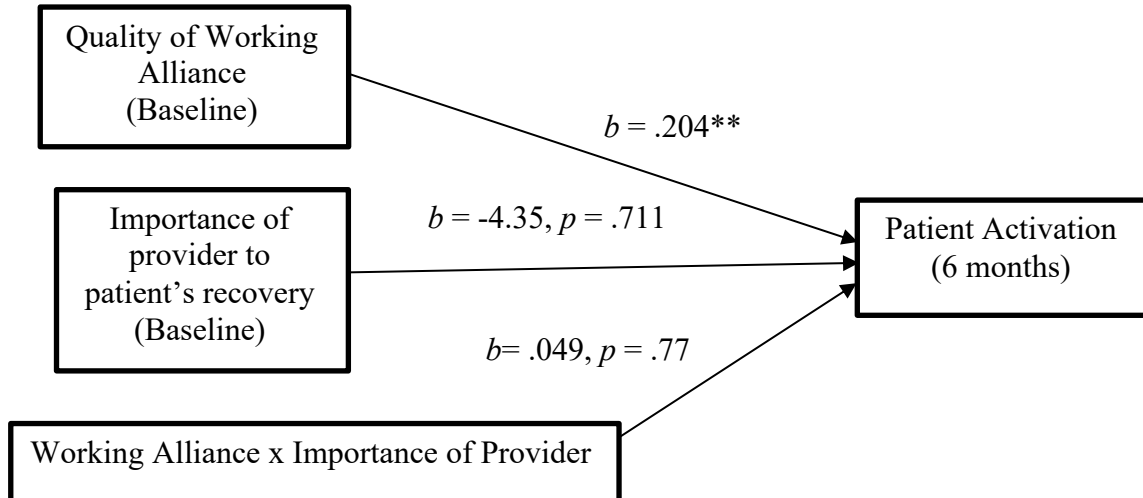 Quality of Working
Alliance
(Baseline)
b = .204**
Importance of
provider to
patient’s recovery
(Baseline)
b = -4.35, p = .711
Patient Activation
(6 months)
b= .049, p = .77
Working Alliance x Importance of Provider